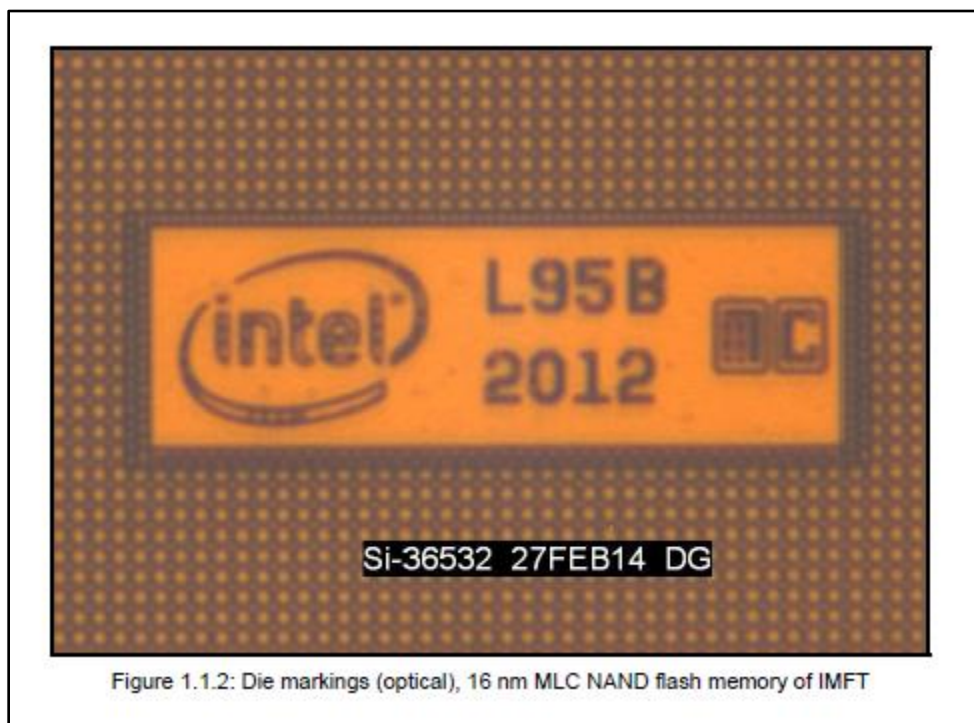 intel
L95B
2012
Si-36532 27FEB14 DG
Figure 1.1.2: Die markings (optical), 16 nm MLC NAND flash memory of IMFT